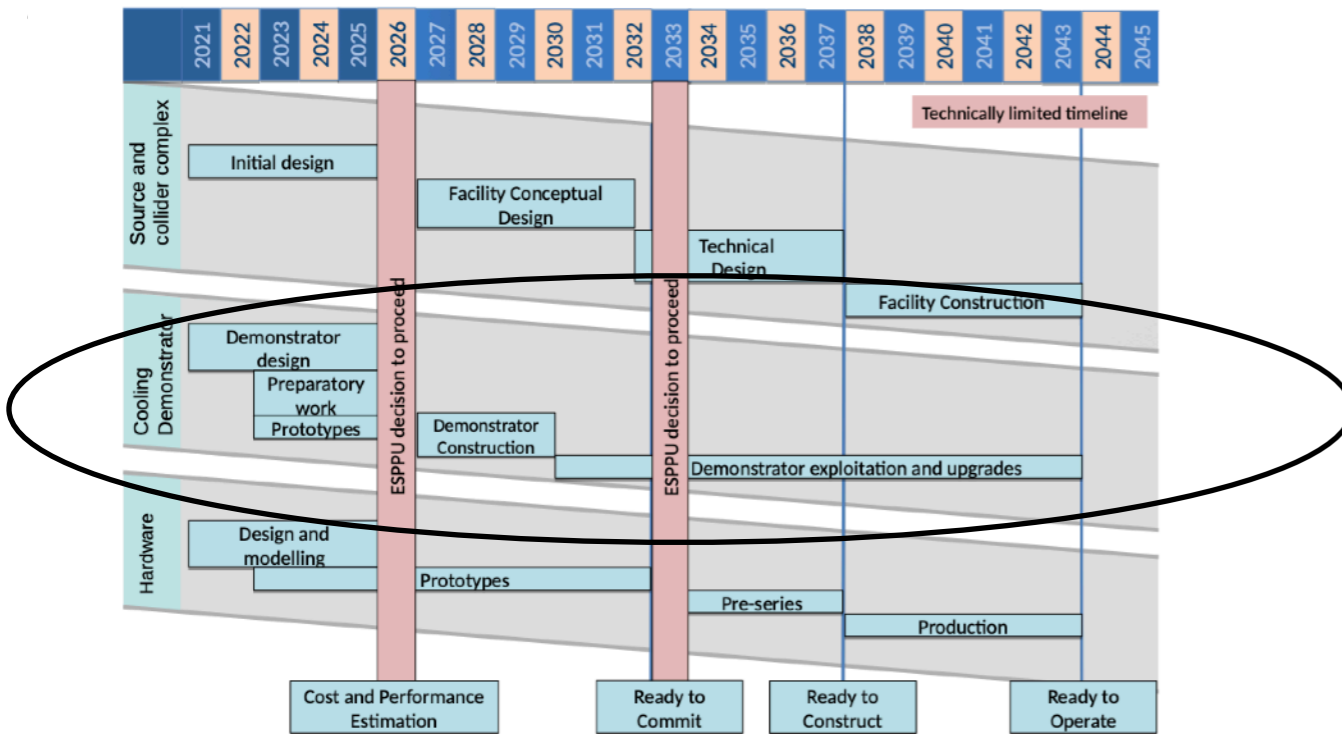 2021 2022 2023 2024 2025 2026 2027 2028 2029 2030 2031 2032 2033 2034 2035 2036 2037 2038 2039 2040 2041 2042 2043 2044 2045
Technically limited timeline
Source and
collider complex
Initial design
Facility Conceptual
Design
Technical
Design
Facility Construction
ESPPU decision to proceed
ESPPU decision to proceed
Cooling
Demonstrator
Demonstrator
design
Preparatory
work
Prototypes
Demonstrator
Construction
Demonstrator exploitation and upgrades
Hardware
Design and
modelling
Prototypes
Pre-series
Production
Cost and Performance
Estimation
Ready to
Commit
Ready to
Construct
Ready to
Operate